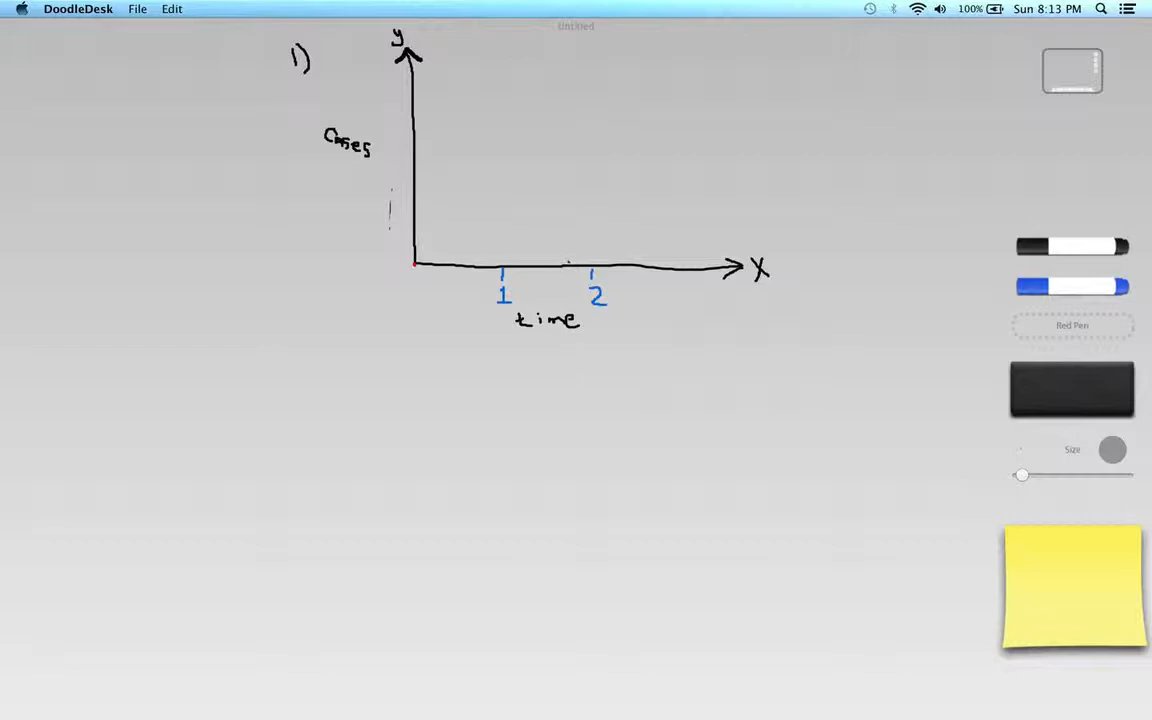 DoodleDesk File Edit 100% Sun 8:13 PM
Untitled
y
1)
Cases
X
1 2
time
Red Pen
Size